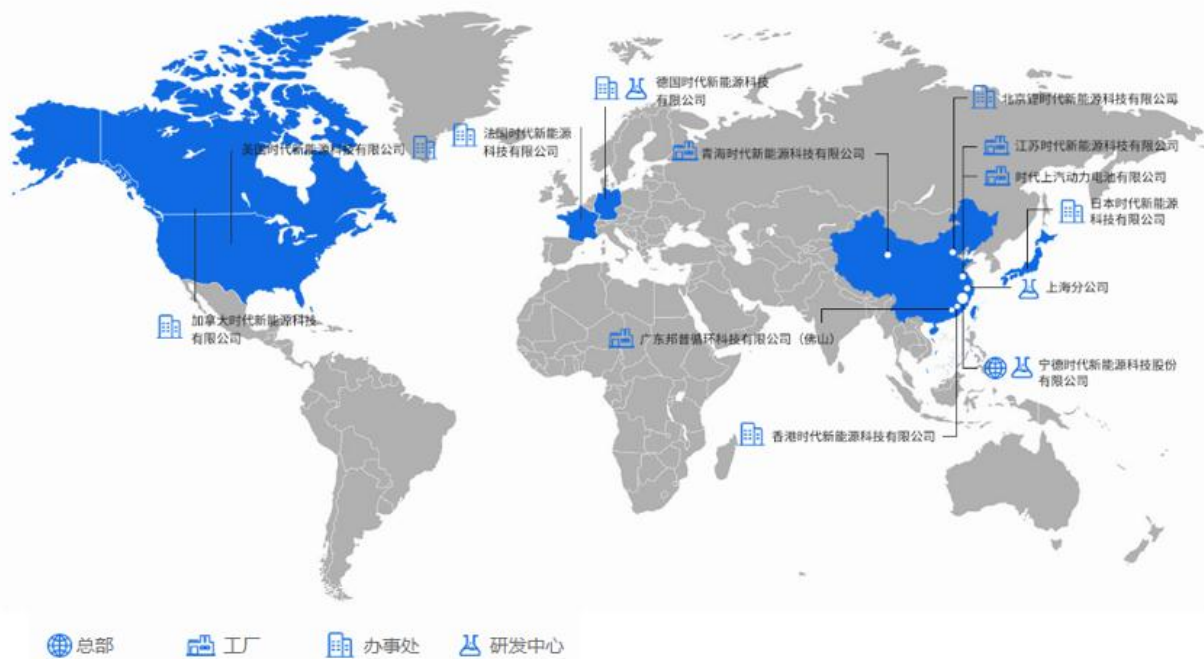 德国时代新能源科技
有限公司
北京锂时代新能源科技有限公司
法国时代新能源
科技有限公司
江苏时代新能源科技有限公司
美国时代新能源科技有限公司
青海时代新能源科技有限公司
时代上汽动力电池有限公司
日本时代新能源
科技有限公司
上海分公司
加拿大时代新能源科技
有限公司
广东邦普循环科技有限公司（佛山）
宁德时代新能源科技股份
有限公司
香港时代新能源科技有限公司
总部
工厂
办事处
研发中心